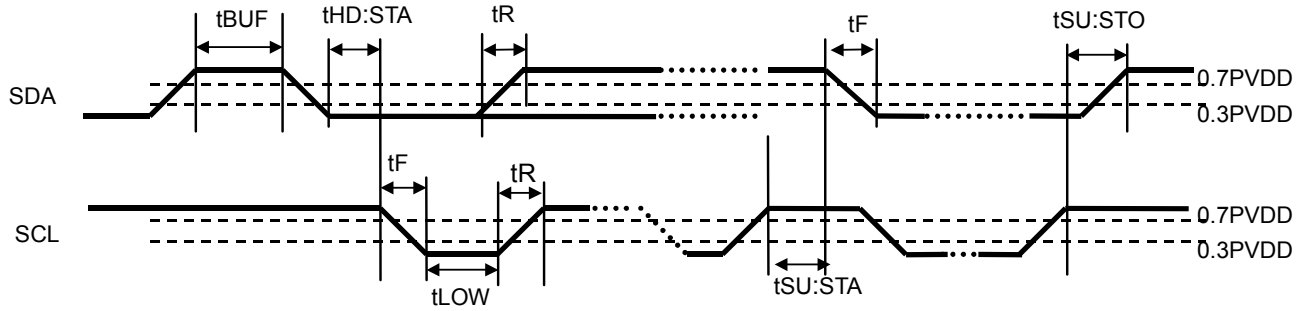 tBUF
tHD:STA
tR
tF
tSU:STO
SDA
0.7PVDD
0.3PVDD
tF
tR
SCL
0.7PVDD
0.3PVDD
tLOW
tSU:STA